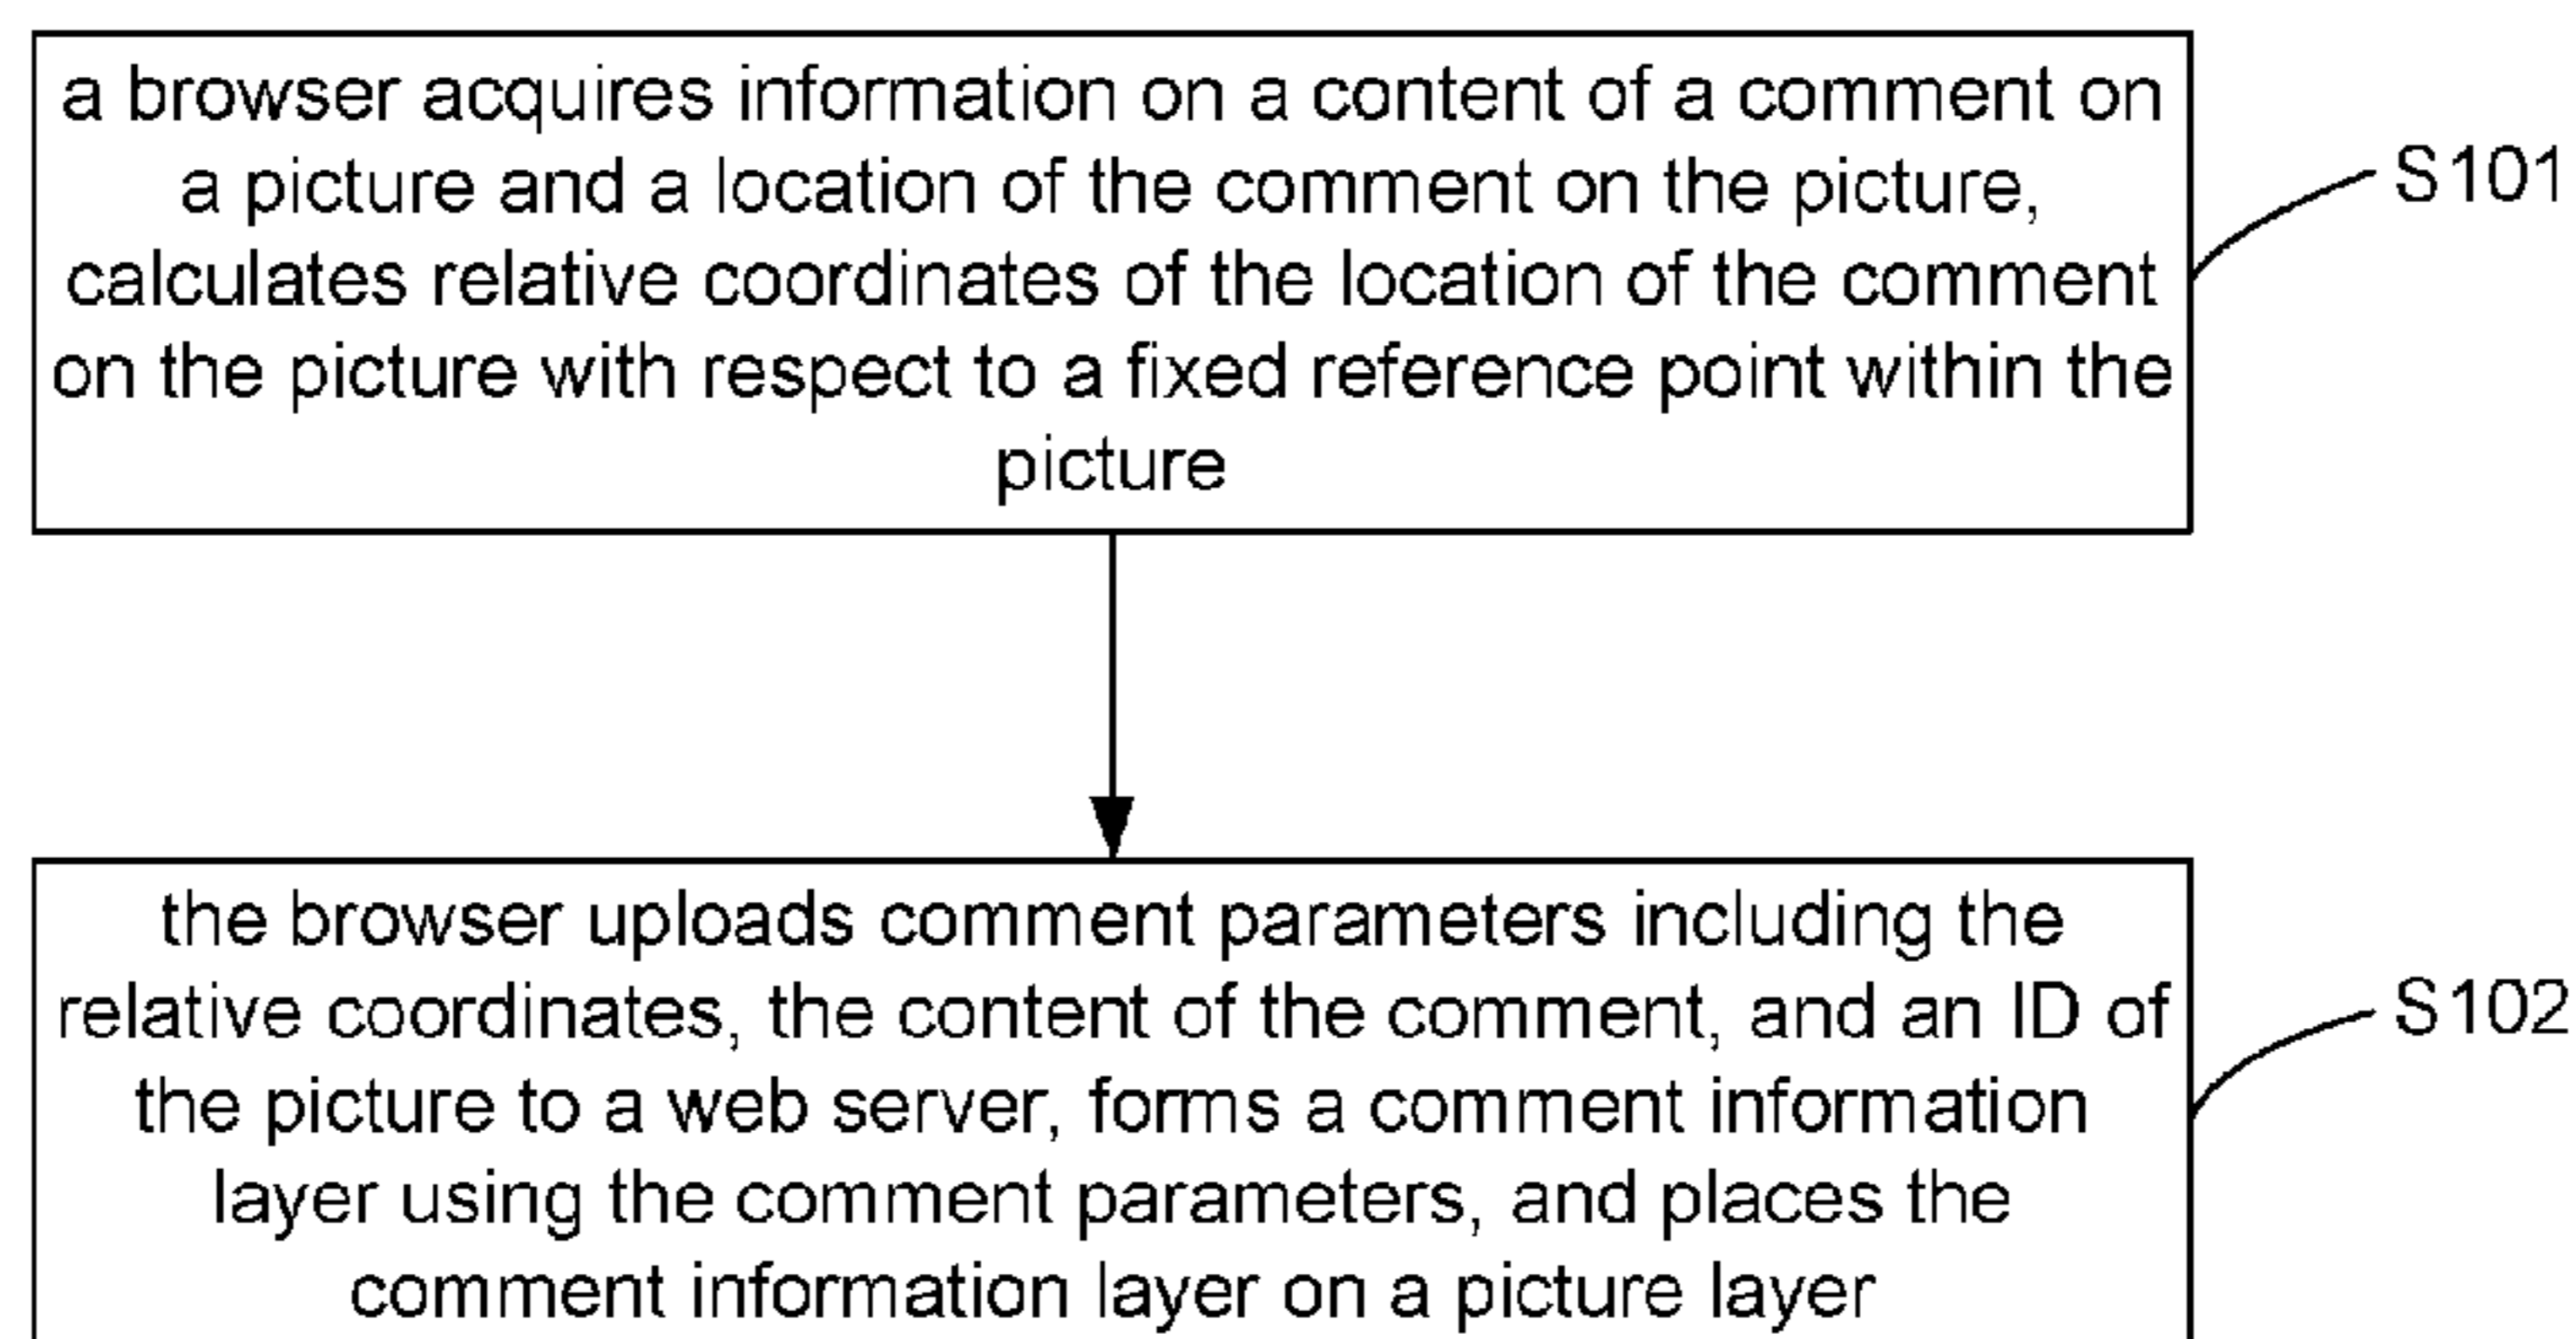 a browser acquires information on a content of a comment on
a picture and a location of the comment on the picture,
calculates relative coordinates of the location of the comment
on the picture with respect to a fixed reference point within the
picture
S101
the browser uploads comment parameters including the
relative coordinates, the content of the comment, and an ID of
the picture to a web server, forms a comment information
layer using the comment parameters, and places the
comment information layer on a picture layer
S102